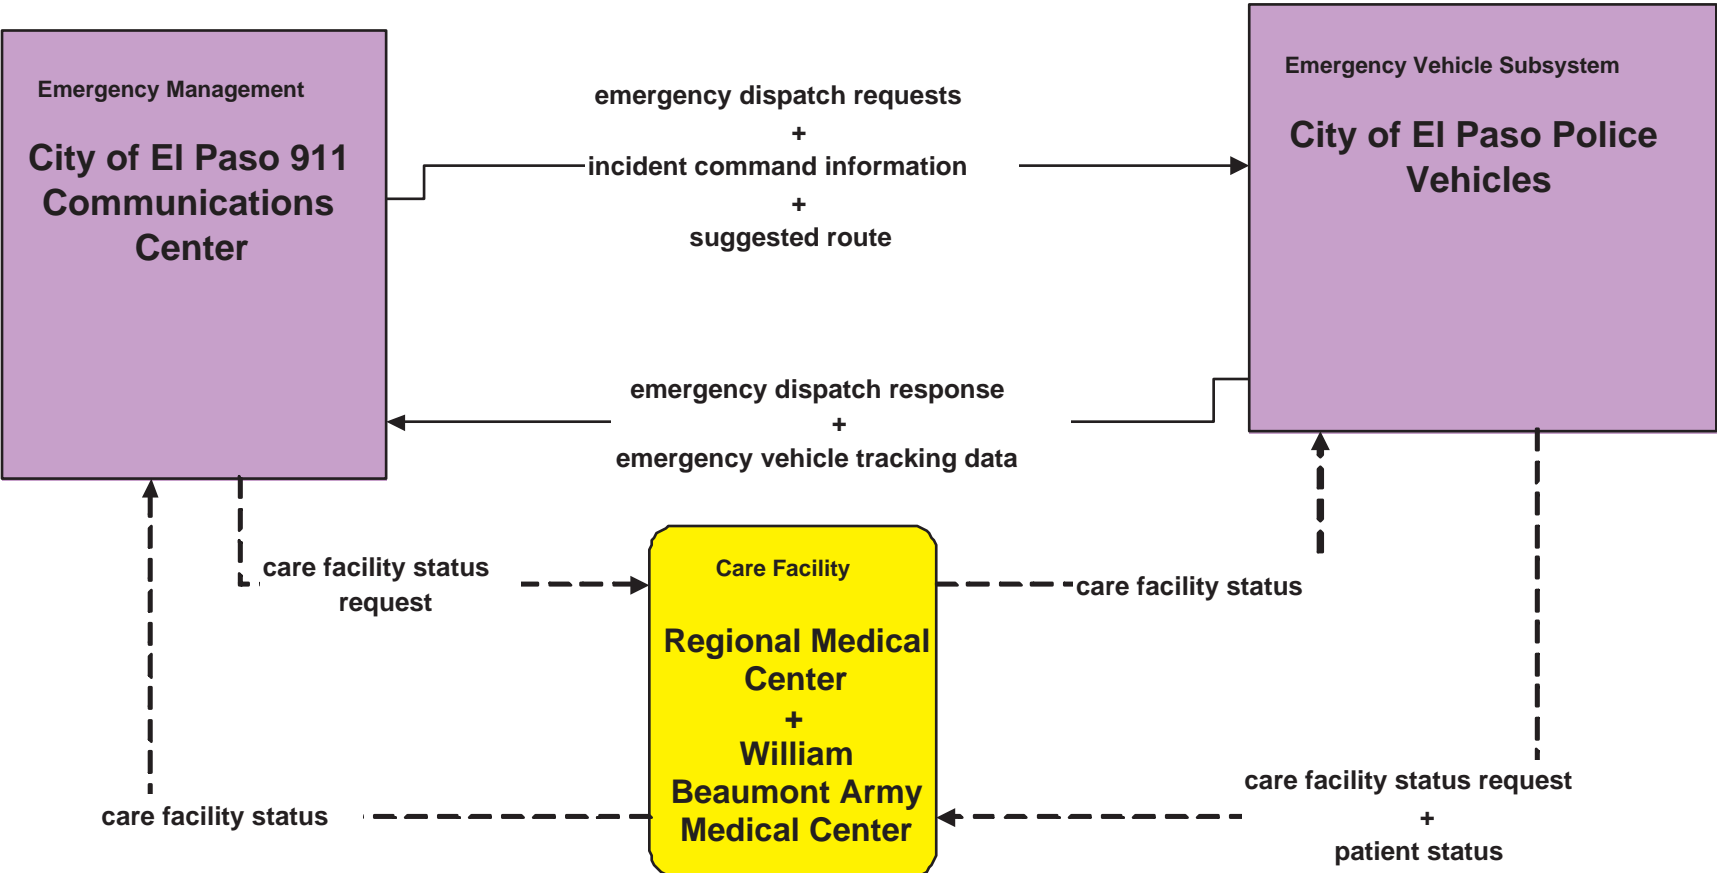 Emergency Management
City of El Paso 911
Communications
Center
emergency dispatch requests
+
incident command information
+
suggested route
Emergency Vehicle Subsystem
City of El Paso Police
Vehicles
emergency dispatch response
+
emergency vehicle tracking data
care facility status
request
Care Facility
Regional Medical
Center
+
William
Beaumont Army
Medical Center
care facility status
care facility status
care facility status request
+
patient status